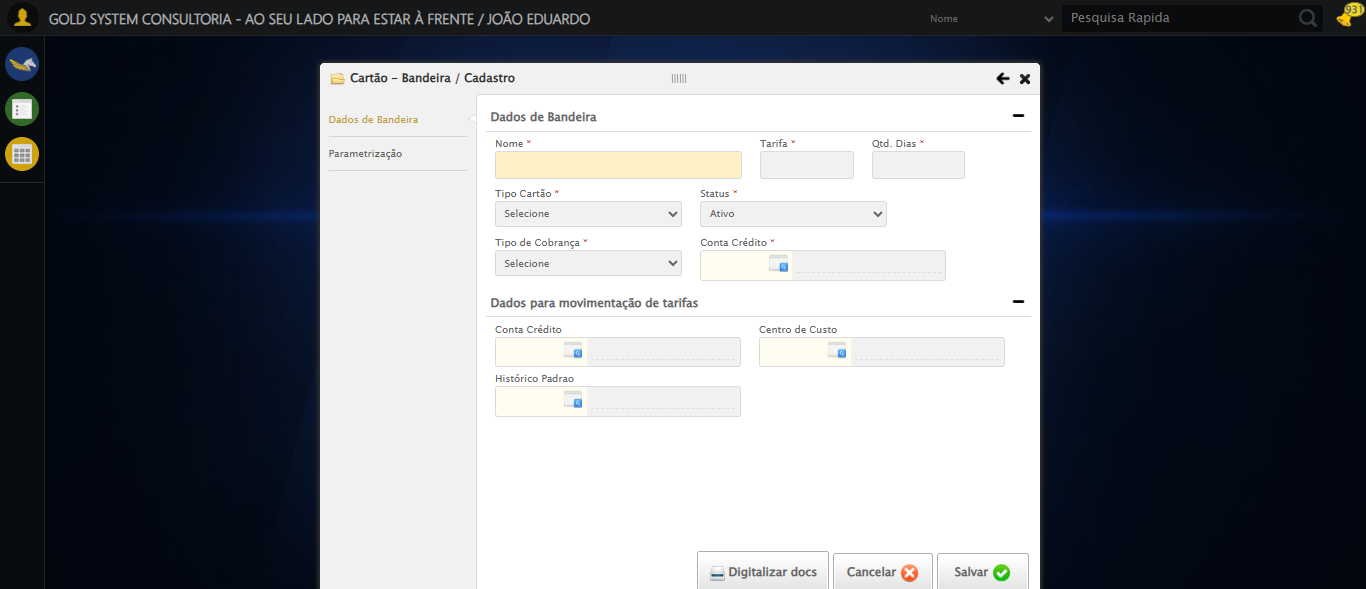 GOLD SYSTEM CONSULTORIA - AO SEU LADO PARA ESTAR À FRENTE / JOÃO EDUARDO
Nome
Pesquisa Rapida
931
Cartão - Bandeira / Cadastro
Dados de Bandeira
Parametrização
Dados de Bandeira
Nome * Tarifa * Qtd. Dias *
Tipo Cartão * Status *
Selecione Ativo
Tipo de Cobrança * Conta Crédito *
Selecione
Dados para movimentação de tarifas
Conta Crédito Centro de Custo
Histórico Padrao
Digitalizar docs Cancelar Salvar